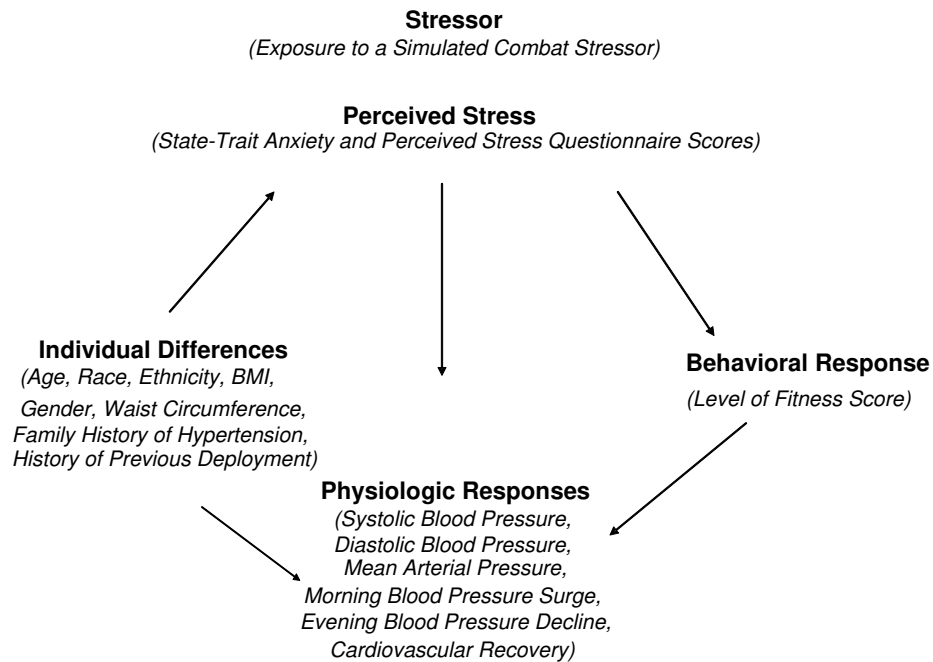 Stressor
(Exposure to a Simulated Combat Stressor)
Perceived Stress
(State-Trait Anxiety and Perceived Stress Questionnaire Scores)
Individual Differences
(Age, Race, Ethnicity, BMI,
Gender, Waist Circumference,
Family History of Hypertension,
History of Previous Deployment)
Behavioral Response
(Level of Fitness Score)
Physiologic Responses
(Systolic Blood Pressure,
Diastolic Blood Pressure,
Mean Arterial Pressure,
Morning Blood Pressure Surge,
Evening Blood Pressure Decline,
Cardiovascular Recovery)